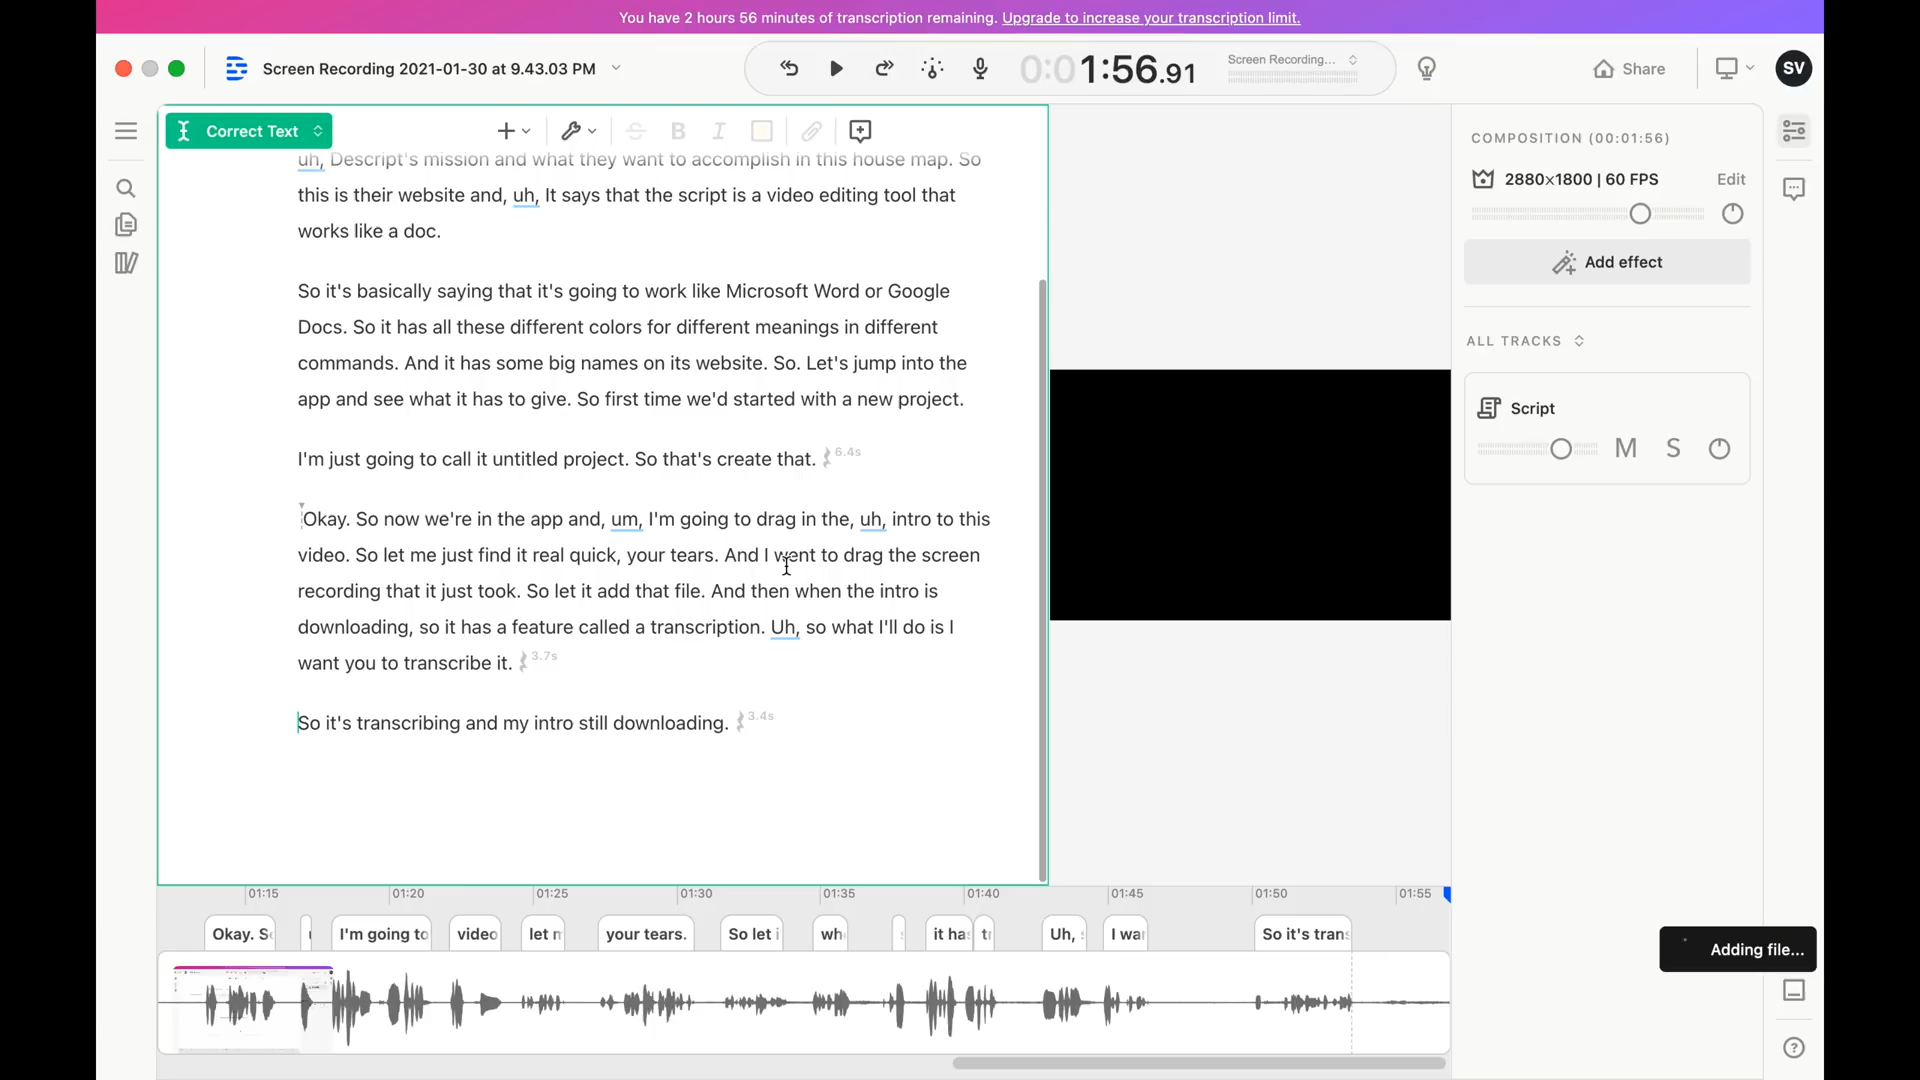 You have 2 hours 56 minutes of transcription remaining. Upgrade to increase your transcription limit.
Screen Recording 2021-01-30 at 9.43.03 PM
0:01:56.91
Screen Recording...
Share
SV
Correct Text
B
I
uh, Descript's mission and what they want to accomplish in this house map. So
this is their website and, uh, It says that the script is a video editing tool that
works like a doc.
So it's basically saying that it's going to work like Microsoft Word or Google
Docs. So it has all these different colors for different meanings in different
commands. And it has some big names on its website. So. Let's jump into the
app and see what it has to give. So first time we'd started with a new project.
I'm just going to call it untitled project. So that's create that. 6.4s
Okay. So now we're in the app and, um, I'm going to drag in the, uh, intro to this
video. So let me just find it real quick, your tears. And I went to drag the screen
recording that it just took. So let it add that file. And then when the intro is
downloading, so it has a feature called a transcription. Uh, so what I'll do is I
want you to transcribe it. 3.7s
So it's transcribing and my intro still downloading. 3.4s
COMPOSITION (00:01:56)
2880×1800 | 60 FPS
Edit
Add effect
ALL TRACKS
Script
M
S
01:15
01:20
01:25
01:30
01:35
01:40
01:45
01:50
01:55
Okay. S
I'm going to
video
let
your tears.
So let i
wh
it ha
t
Uh,
I wa
So it's tran
Adding file...
?